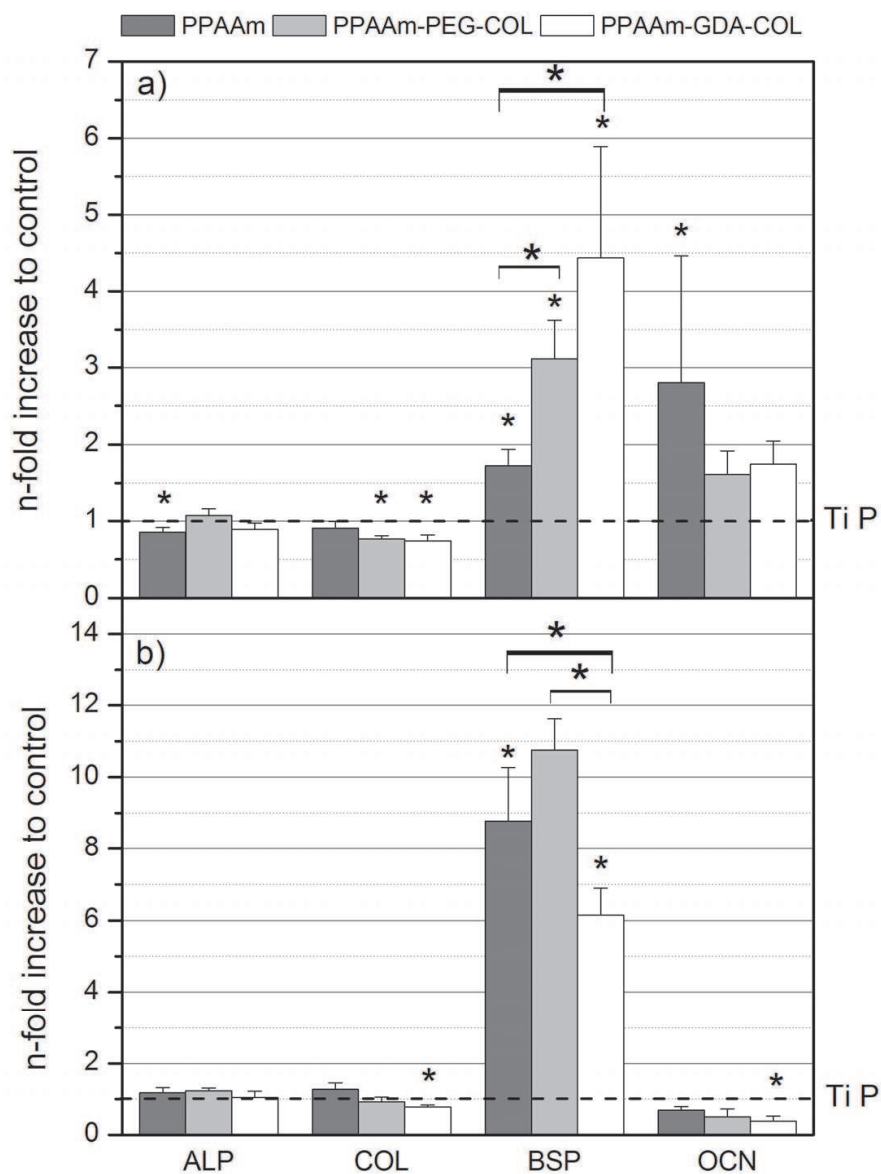 PPAAm PPAAm-PEG-COL PPAAm-GDA-COL
a)
7
6
5
4
3
2
1
0
n-fold increase to control
* * * * * * * * *
Ti P
b)
14
12
10
8
6
4
2
0
n-fold increase to control
* * * * * *
Ti P
ALP COL BSP OCN